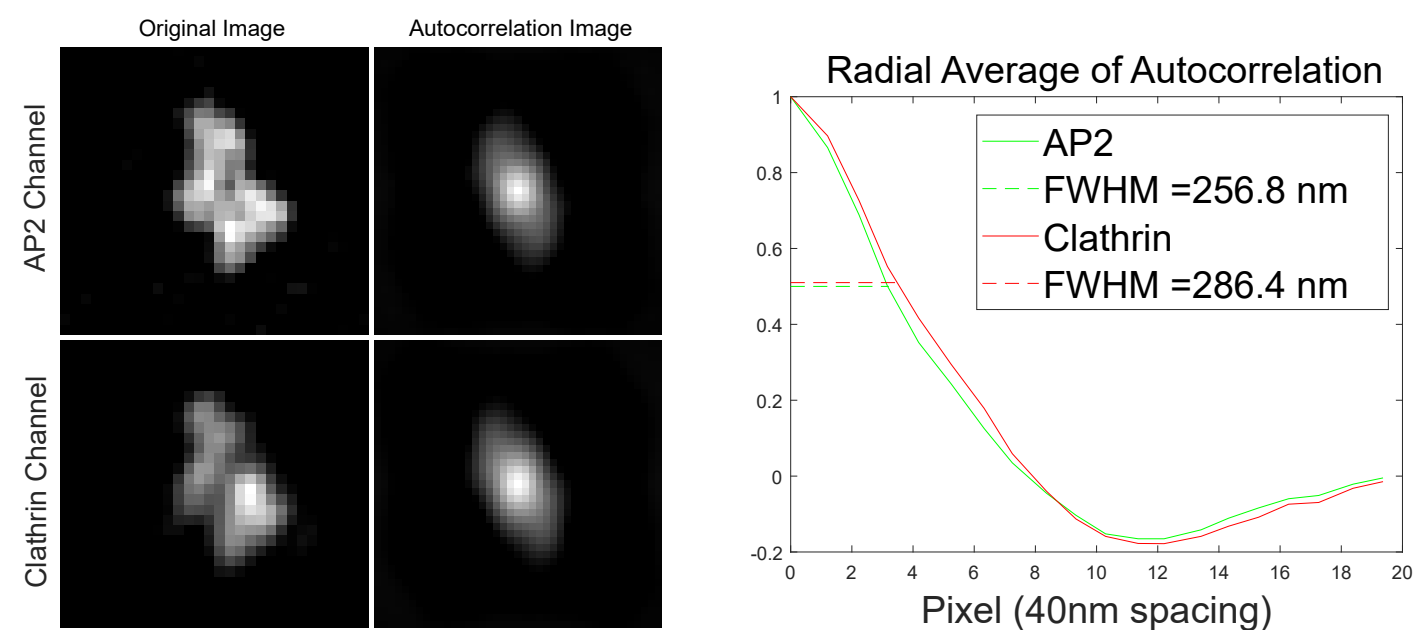 Original Image
Autocorrelation Image
AP2 Channel
Clathrin Channel
Radial Average of Autocorrelation
1
0.8
0.6
0.4
0.2
0
-0.2
0 2 4 6 8 10 12 14 16 18 20
Pixel (40nm spacing)
AP2
FWHM =256.8 nm
Clathrin
FWHM =286.4 nm